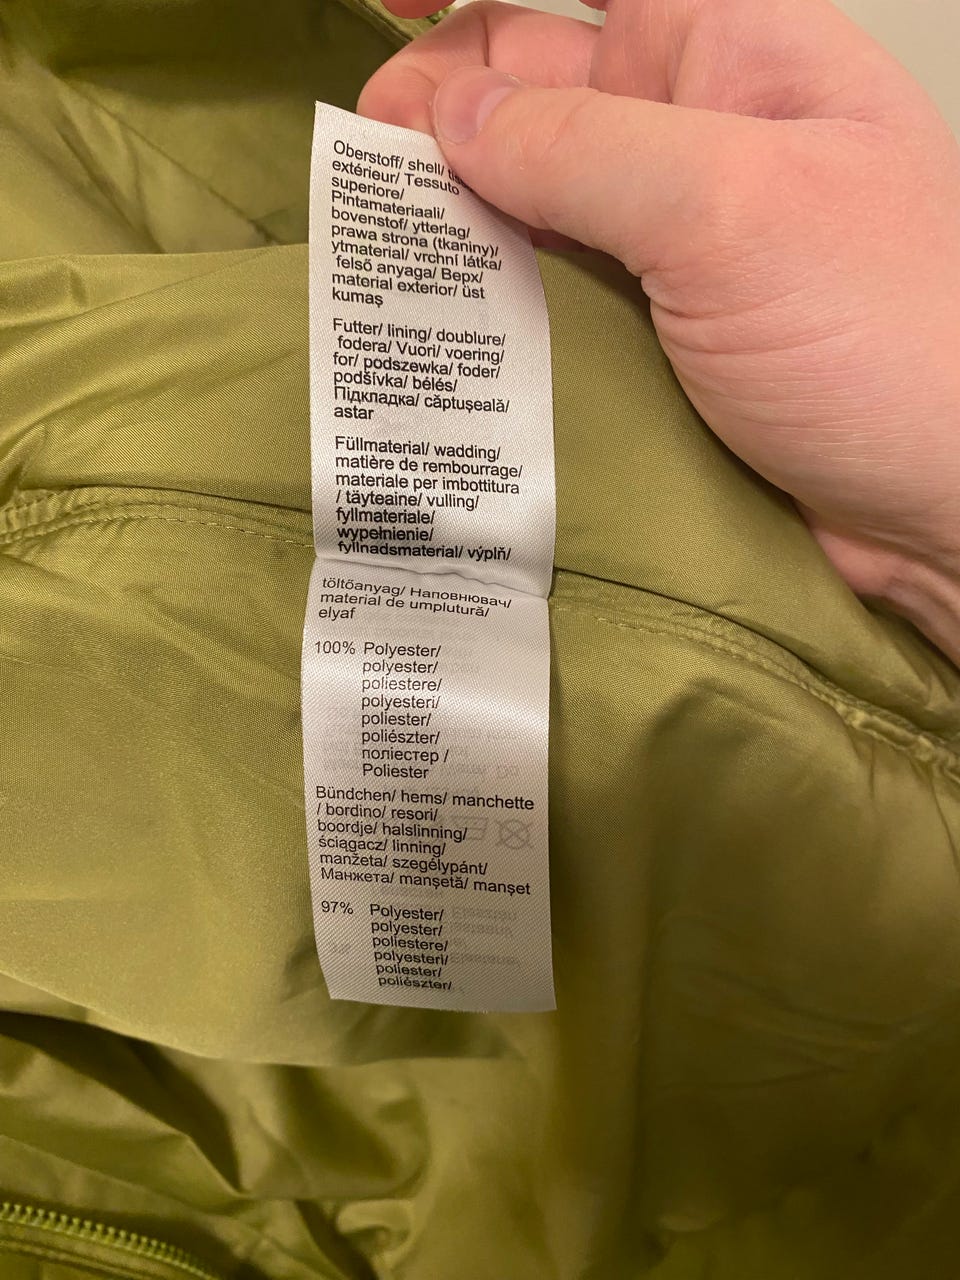 Oberstoff/ shell/
extérieur/ Tessuto
superiore/
Pintamateriaali/
bovenstof/ ytterlag/
prawa strona (tkaniny)/
ytmaterial/ vrchní látka/
felső anyaga/ Верх/
material exterior/ üst
kumaş
Futter/ lining/ doublure/
fodera/ Vuori/ voering/
for/ podszewka/ foder/
podšívka/ bélés/
Підкладка/ căptuşeală/
astar
Füllmaterial/ wadding/
matière de rembourrage/
materiale per imbottitura
/ täyteaine/ vulling/
fyllmateriale/
wypełnienie/
fyllnadsmaterial/ výplň/
töltőanyag/ Наповнювач/
material de umplutură/
elyaf
100% Polyester/
polyester/
poliestere/
polyesteri/
poliester/
poliészter/
поліестер /
Poliester
Bündchen/ hems/ manchette
/ bordino/ resori/
boordje/ halslinning/
ściągacz/ linning/
manžeta/ szegélypánt/
Манжета/ manşetă/ manşet
97% Polyester/
polyester/
poliestere/
polyesteri/
poliester/
poliészter/